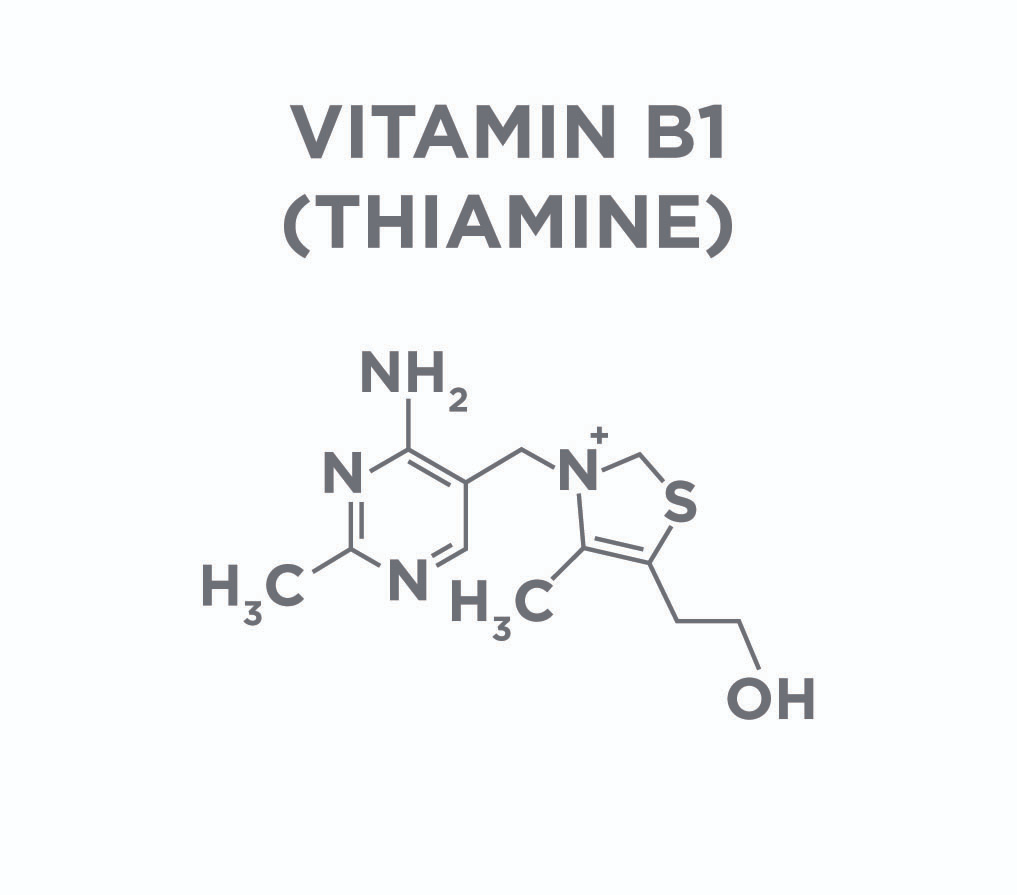 VITAMIN B1
(THIAMINE)
NH2
N
N+
S
H3C
N
H3C
OH